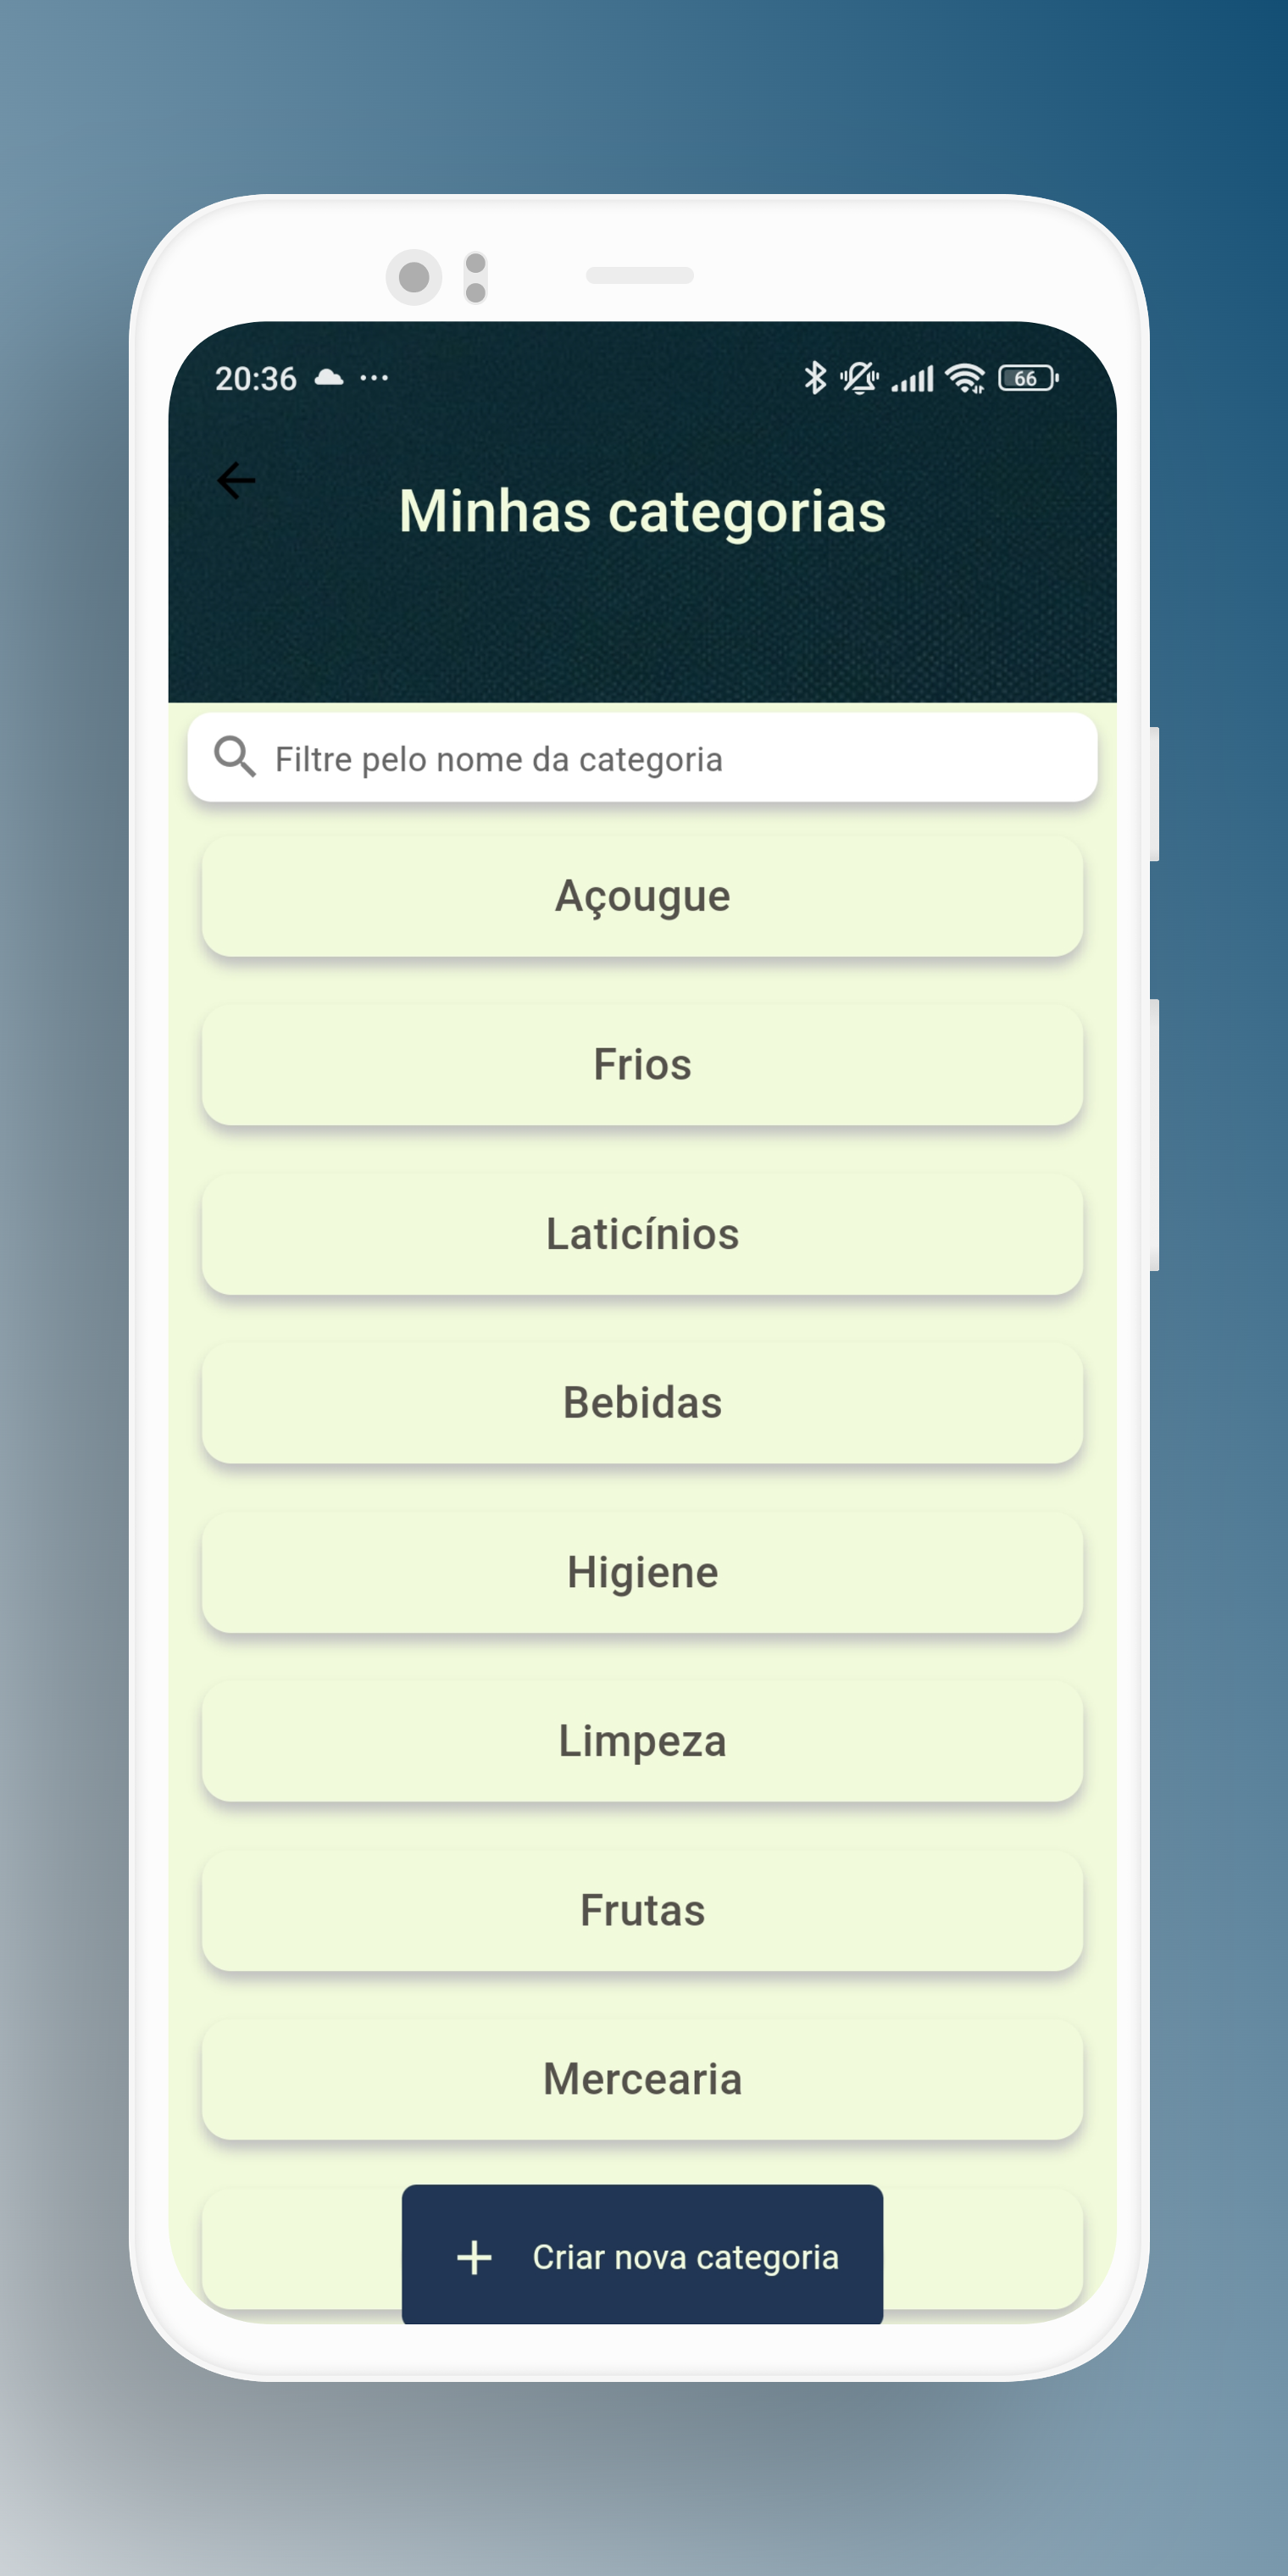 20:36
66
Minhas categorias
Filtre pelo nome da categoria
Açougue
Frios
Laticínios
Bebidas
Higiene
Limpeza
Frutas
Mercearia
Criar nova categoria